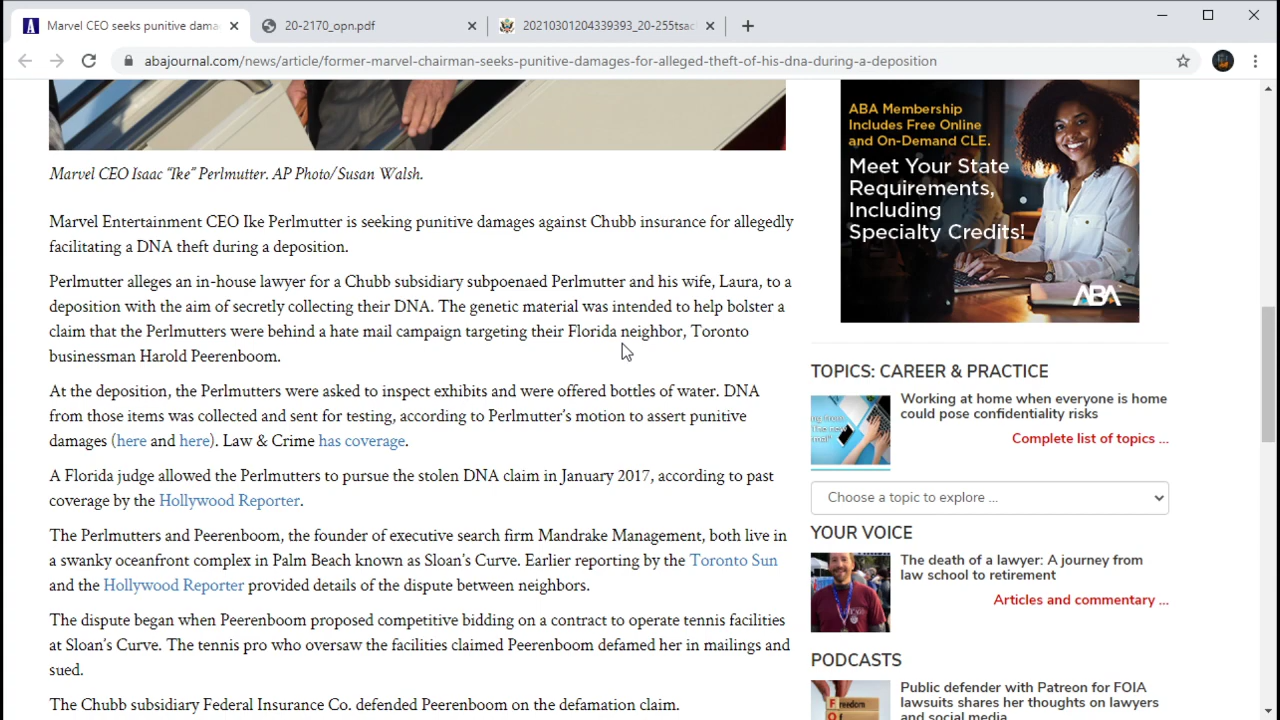 Marvel CEO seeks punitive dama
20-2170_opn.pdf
20210301204339393_20-255tsac
abajournal.com/news/article/former-marvel-chairman-seeks-punitive-damages-for-alleged-theft-of-his-dna-during-a-deposition
Marvel CEO Isaac “Ike” Perlmutter. AP Photo/Susan Walsh.
Marvel Entertainment CEO Ike Perlmutter is seeking punitive damages against Chubb insurance for allegedly
facilitating a DNA theft during a deposition.
Perlmutter alleges an in-house lawyer for a Chubb subsidiary subpoenaed Perlmutter and his wife, Laura, to a
deposition with the aim of secretly collecting their DNA. The genetic material was intended to help bolster a
claim that the Perlmutters were behind a hate mail campaign targeting their Florida neighbor, Toronto
businessman Harold Peerenboom.
At the deposition, the Perlmutters were asked to inspect exhibits and were offered bottles of water. DNA
from those items was collected and sent for testing, according to Perlmutter’s motion to assert punitive
damages (here and here). Law & Crime has coverage.
A Florida judge allowed the Perlmutters to pursue the stolen DNA claim in January 2017, according to past
coverage by the Hollywood Reporter.
The Perlmutters and Peerenboom, the founder of executive search firm Mandrake Management, both live in
a swanky oceanfront complex in Palm Beach known as Sloan’s Curve. Earlier reporting by the Toronto Sun
and the Hollywood Reporter provided details of the dispute between neighbors.
The dispute began when Peerenboom proposed competitive bidding on a contract to operate tennis facilities
at Sloan’s Curve. The tennis pro who oversaw the facilities claimed Peerenboom defamed her in mailings and
sued.
The Chubb subsidiary Federal Insurance Co. defended Peerenboom on the defamation claim.
ABA Membership
Includes Free Online
and On-Demand CLE.
Meet Your State
Requirements,
Including
Specialty Credits!
ABA
TOPICS: CAREER & PRACTICE
Working at home when everyone is home
could pose confidentiality risks
Complete list of topics ...
Choose a topic to explore ...
YOUR VOICE
The death of a lawyer: A journey from
law school to retirement
Articles and commentary ...
PODCASTS
Public defender with Patreon for FOIA
lawsuits shares her thoughts on lawyers
and social media